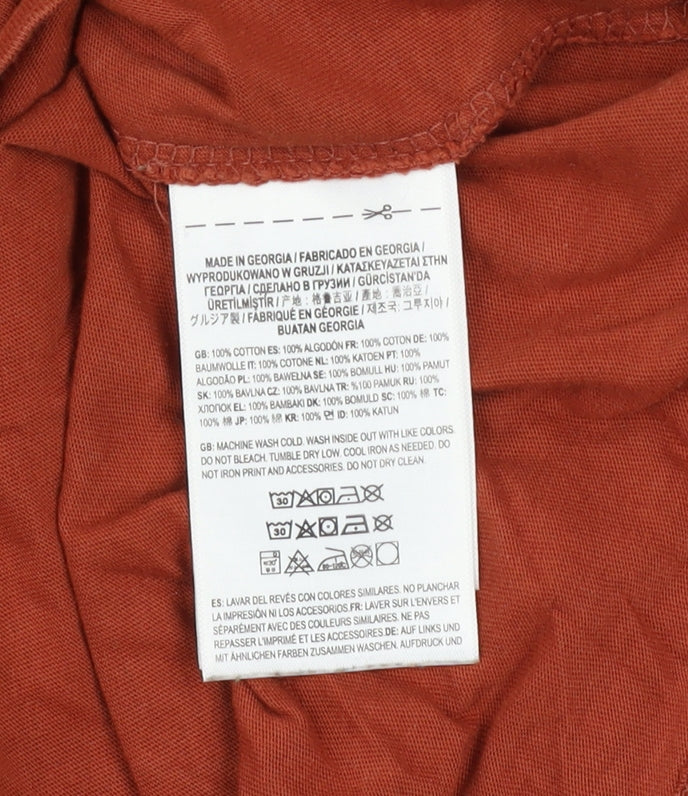 MADE IN GEORGIA / FABRICADO EN GEORGIA /
WYPRODUKOWANO W GRUZJI / ΚΑΤΑΣΚΕΥΑΖΕΤΑΙ ΣΤΗΝ
ΓΕΩΡΓΙΑ / СДЕЛАНО В ГРУЗИИ / GÜRCİSTAN'DA
ÜRETİLMİŞTİR / 产地：格鲁吉亚 / 產地：喬治亞 /
グルジア製 / FABRIQUÉ EN GÉORGIE / 제조국: 그루지야 /
BUATAN GEORGIA
GB: 100% COTTON ES: 100% ALGODÓN FR: 100% COTON DE: 100%
BAUMWOLLE IT: 100% COTONE NL: 100% KATOEN PT: 100%
ALGODÃO PL: 100% BAWEŁNA SE: 100% BOMULL HU: 100% PAMUT
SK: 100% BAVLNA CZ: 100% BAVLNA TR: %100 PAMUK RU: 100%
ХЛОПОК EL: 100% BAMBAKI DK: 100% BOMULD SC: 100% 棉 TC:
100% 棉 JP: 100% 綿 KR: 100% 면 ID: 100% KATUN
GB: MACHINE WASH COLD. WASH INSIDE OUT WITH LIKE COLORS.
DO NOT BLEACH. TUMBLE DRY LOW. COOL IRON AS NEEDED. DO
NOT IRON PRINT AND ACCESSORIES. DO NOT DRY CLEAN.
30
30
ES: LAVAR DEL REVÉS CON COLORES SIMILARES. NO PLANCHAR
LA IMPRESIÓN NI LOS ACCESORIOS.FR: LAVER SUR L'ENVERS ET
SÉPARÉMENT AVEC DES COULEURS SIMILAIRES. NE PAS
REPASSER L'IMPRIMÉ ET LES ACCESSOIRES.DE: AUF LINKS UND
MIT ÄHNLICHEN FARBEN ZUSAMMEN WASCHEN. AUFDRUCK UND